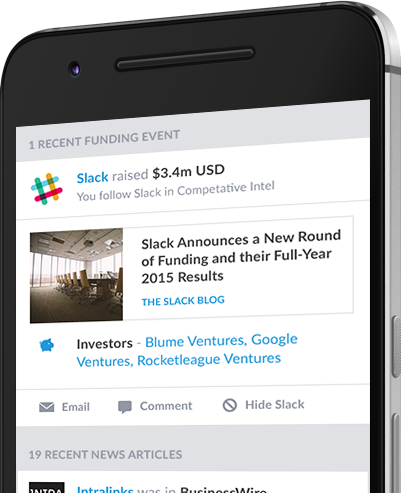 1 RECENT FUNDING EVENT
Slack raised $3.4m USD
You follow Slack in Competative Intel
Slack Announces a New Round
of Funding and their Full-Year
2015 Results
THE SLACK BLOG
Investors - Blume Ventures, Google
Ventures, Rocketleague Ventures
Email Comment Hide Slack
19 RECENT NEWS ARTICLES
INTRA
Intralinks was in BusinessWire